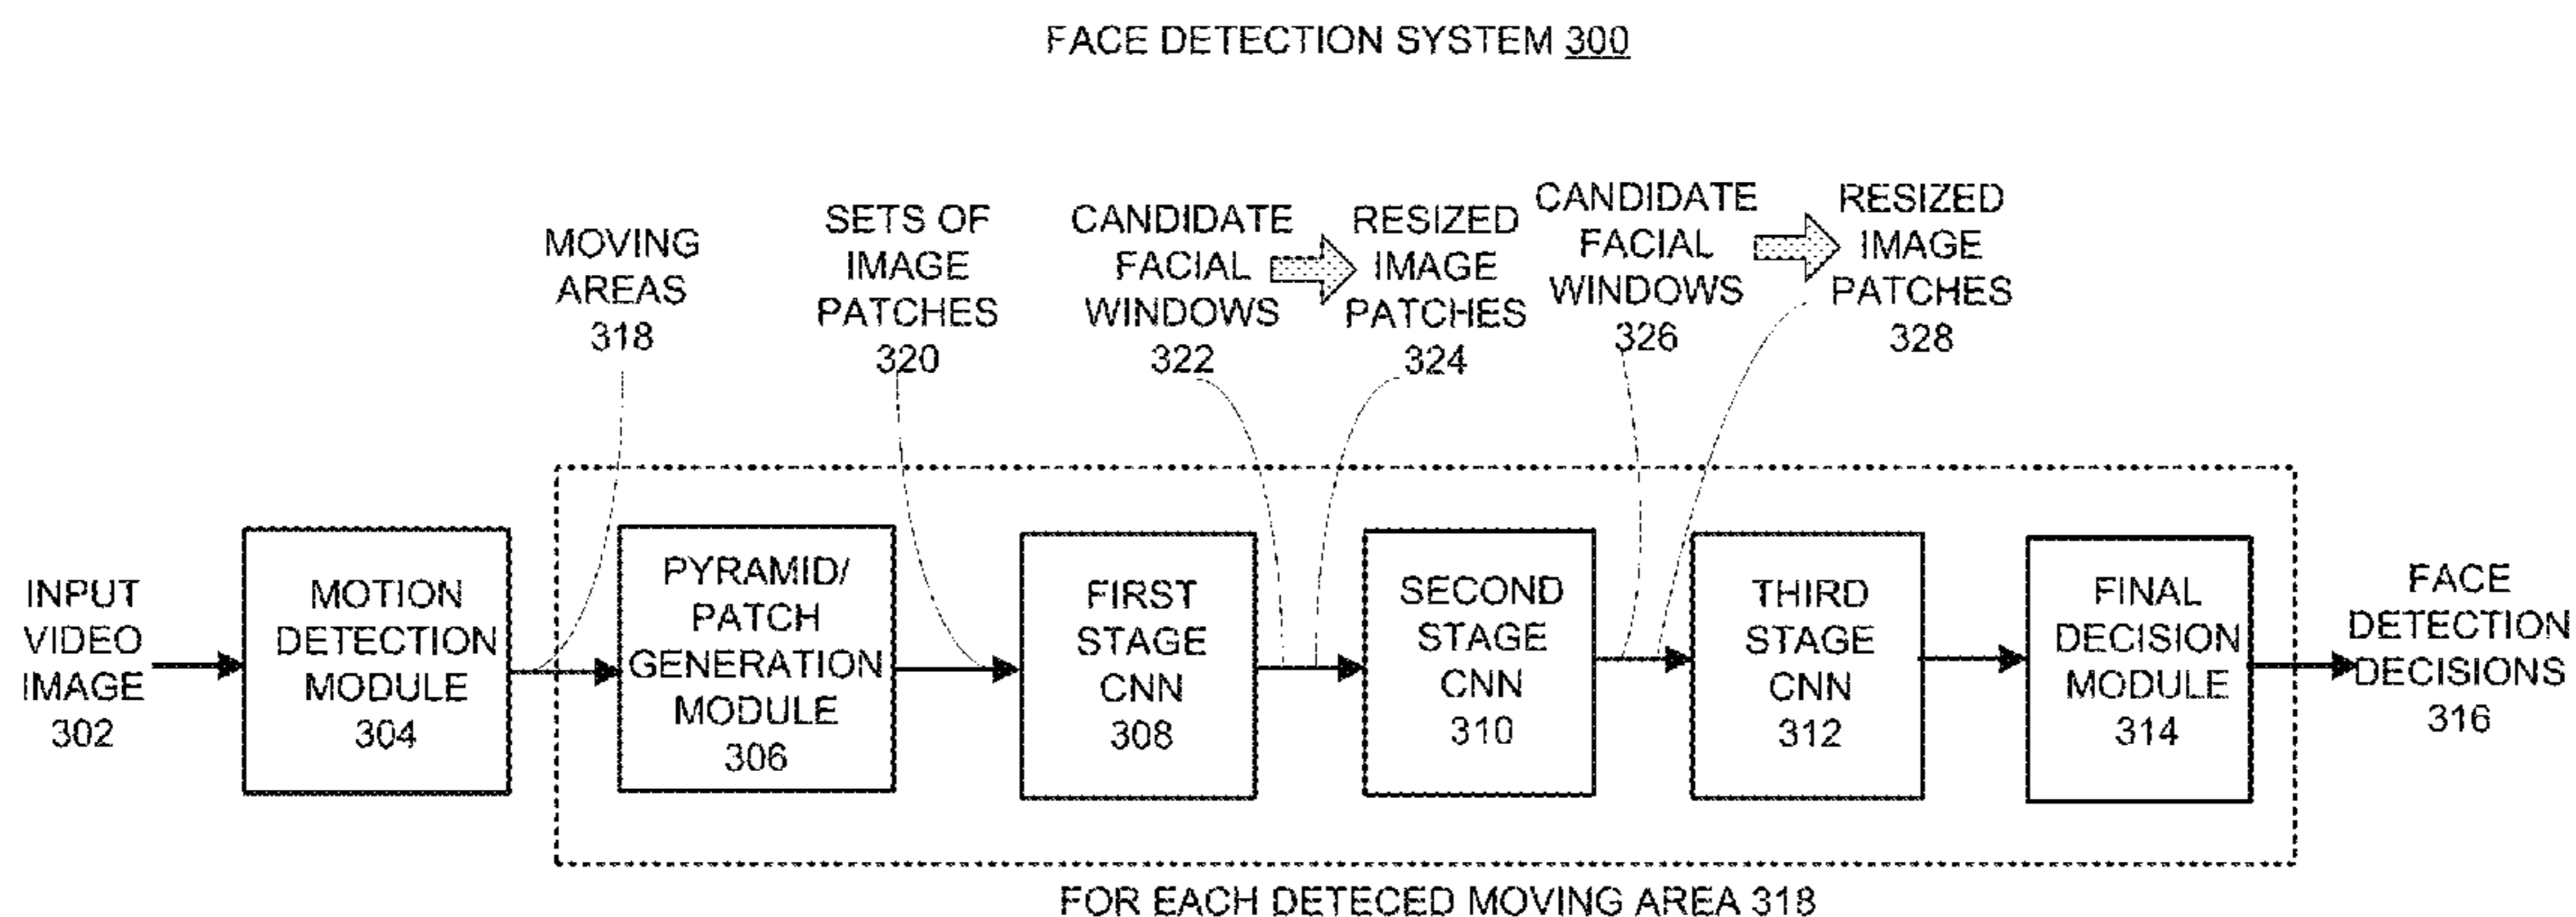 FACE DETECTION SYSTEM 300
MOVING
AREAS
318
SETS OF
IMAGE
PATCHES
320
CANDIDATE
FACIAL
WINDOWS
322
RESIZED
IMAGE
PATCHES
324
CANDIDATE
FACIAL
WINDOWS
326
RESIZED
IMAGE
PATCHES
328
INPUT
VIDEO
IMAGE
302
MOTION
DETECTION
MODULE
304
PYRAMID/
PATCH
GENERATION
MODULE
306
FIRST
STAGE
CNN
308
SECOND
STAGE
CNN
310
THIRD
STAGE
CNN
312
FINAL
DECISION
MODULE
314
FACE
DETECTION
DECISIONS
316
FOR EACH DETECED MOVING AREA 318